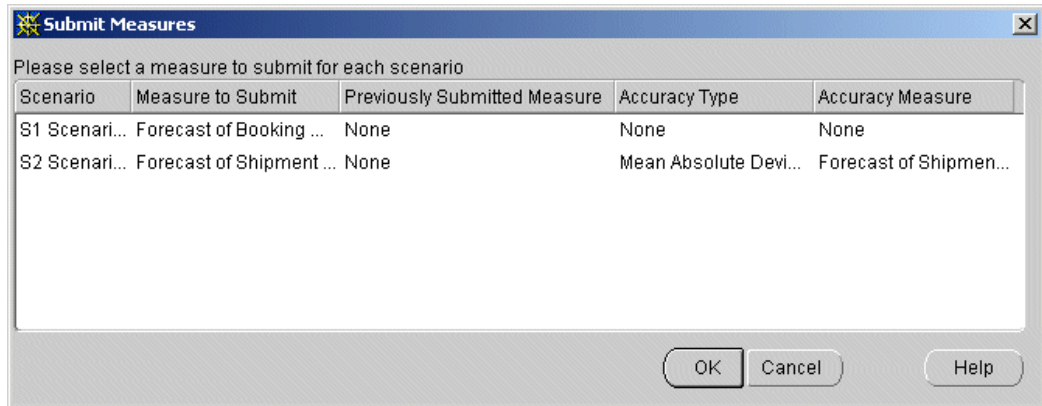 Submit Measures
Please select a measure to submit for each scenario
Scenario Measure to Submit Previously Submitted Measure Accuracy Type Accuracy Measure
S1 Scenari... Forecast of Booking ... None None None
S2 Scenari... Forecast of Shipment ... None Mean Absolute Devi... Forecast of Shipmen...
OK Cancel Help